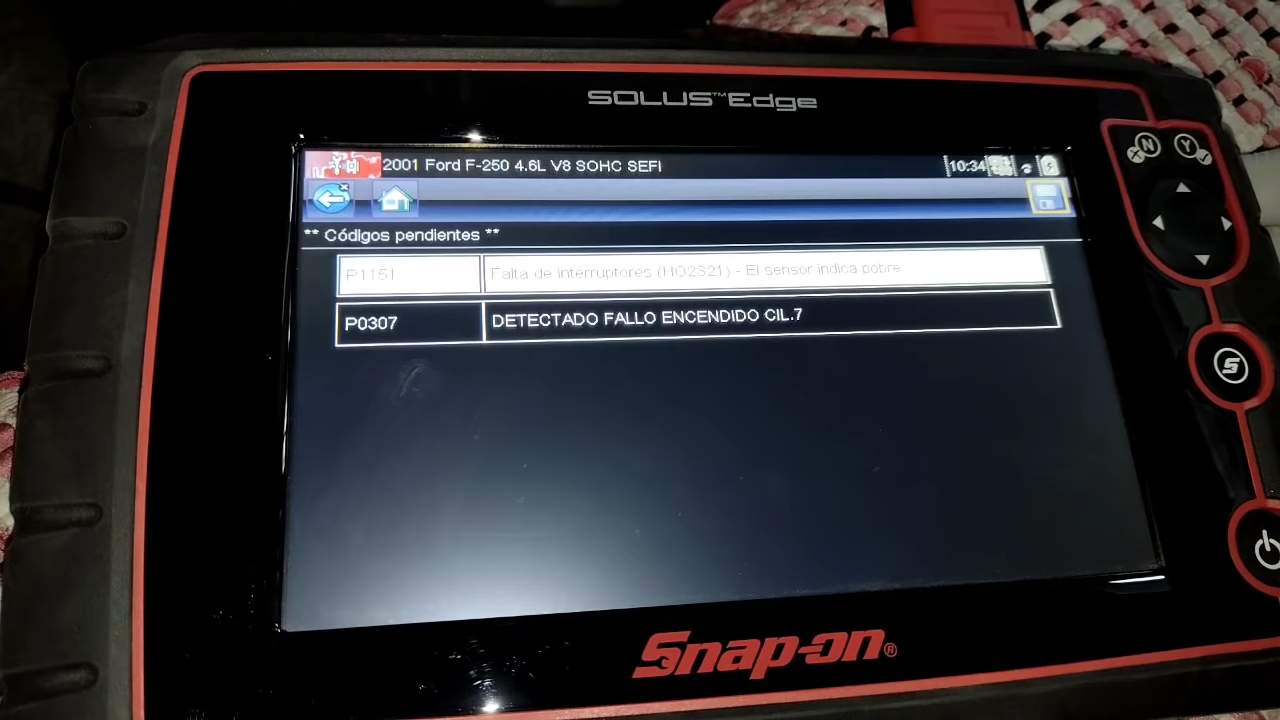 SOLUS™Edge
2001 Ford F-250 4.6L V8 SOHC SEFI
10:34
** Códigos pendientes **
P1151 Falta de interruptores (HO2S21) - El sensor indica pobre
P0307 DETECTADO FALLO ENCENDIDO CIL.7
N
X
Y
S
Snap-on®